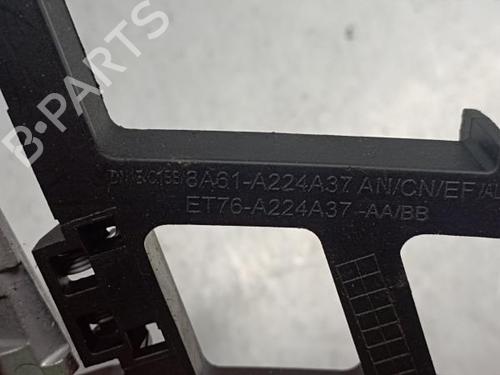 B-PARTS
8A61-A224A37 AN/CN/EF/A
ET76-A224A37 -AA/BB